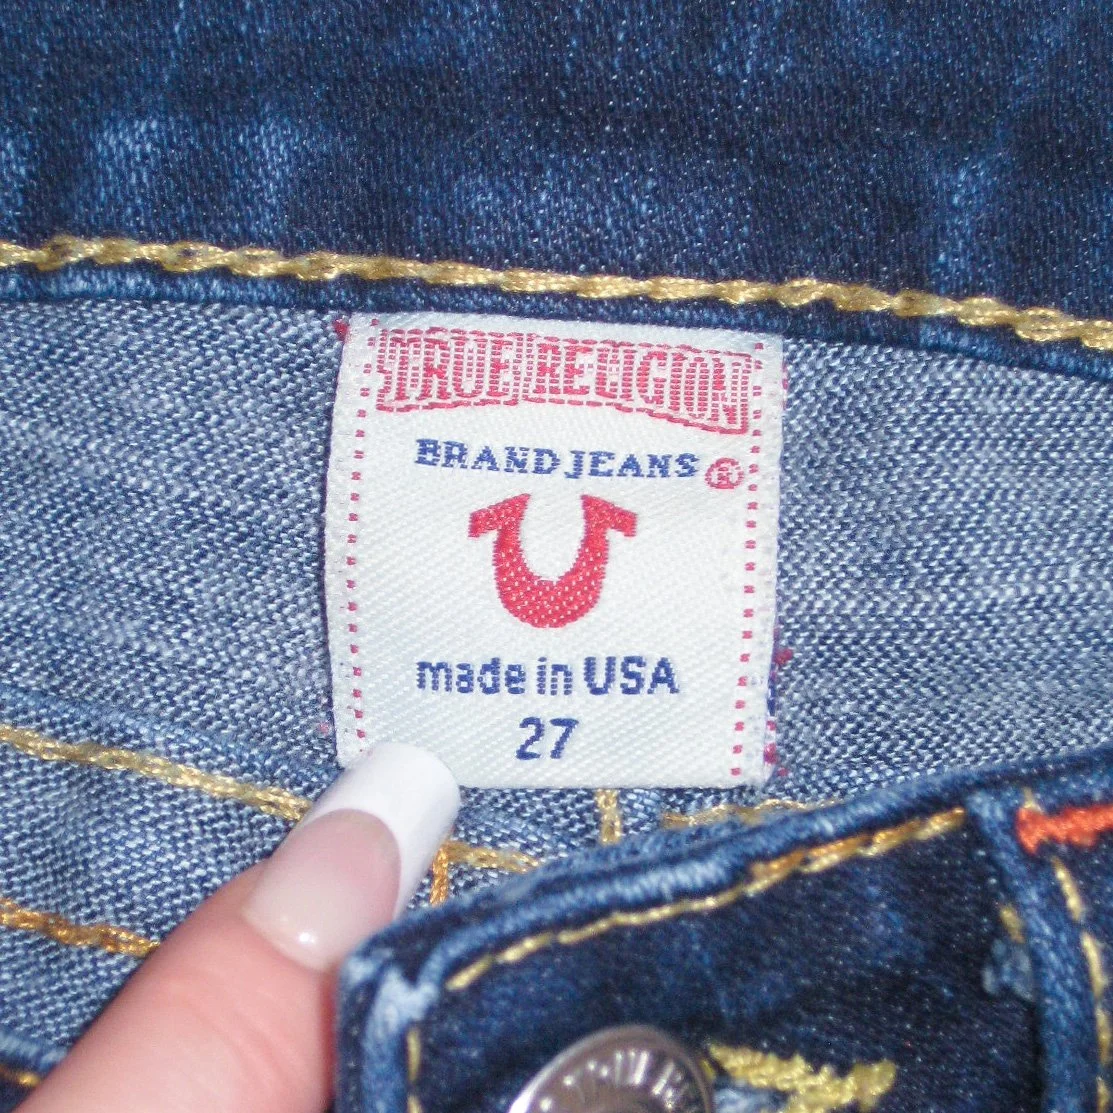 TRUE RELIGION
BRAND JEANS ®
made in USA
27